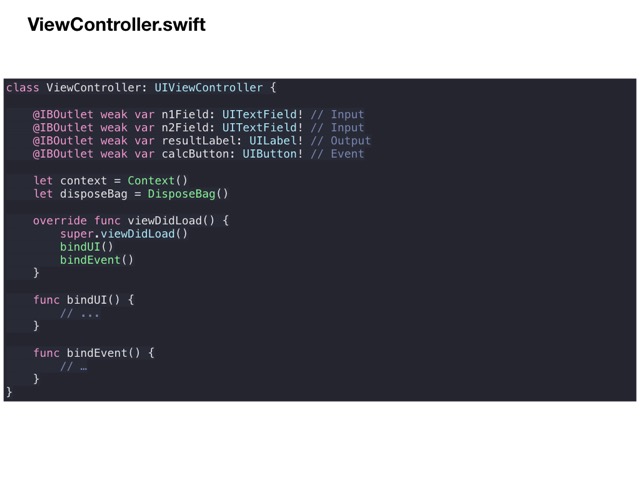 ViewController.swift
class ViewController: UIViewController {
@IBOutlet weak var n1Field: UITextField! // Input
@IBOutlet weak var n2Field: UITextField! // Input
@IBOutlet weak var resultLabel: UILabel! // Output
@IBOutlet weak var calcButton: UIButton! // Event
let context = Context()
let disposeBag = DisposeBag()
override func viewDidLoad() {
super.viewDidLoad()
bindUI()
bindEvent()
}
func bindUI() {
// ...
}
func bindEvent() {
// …
}
}